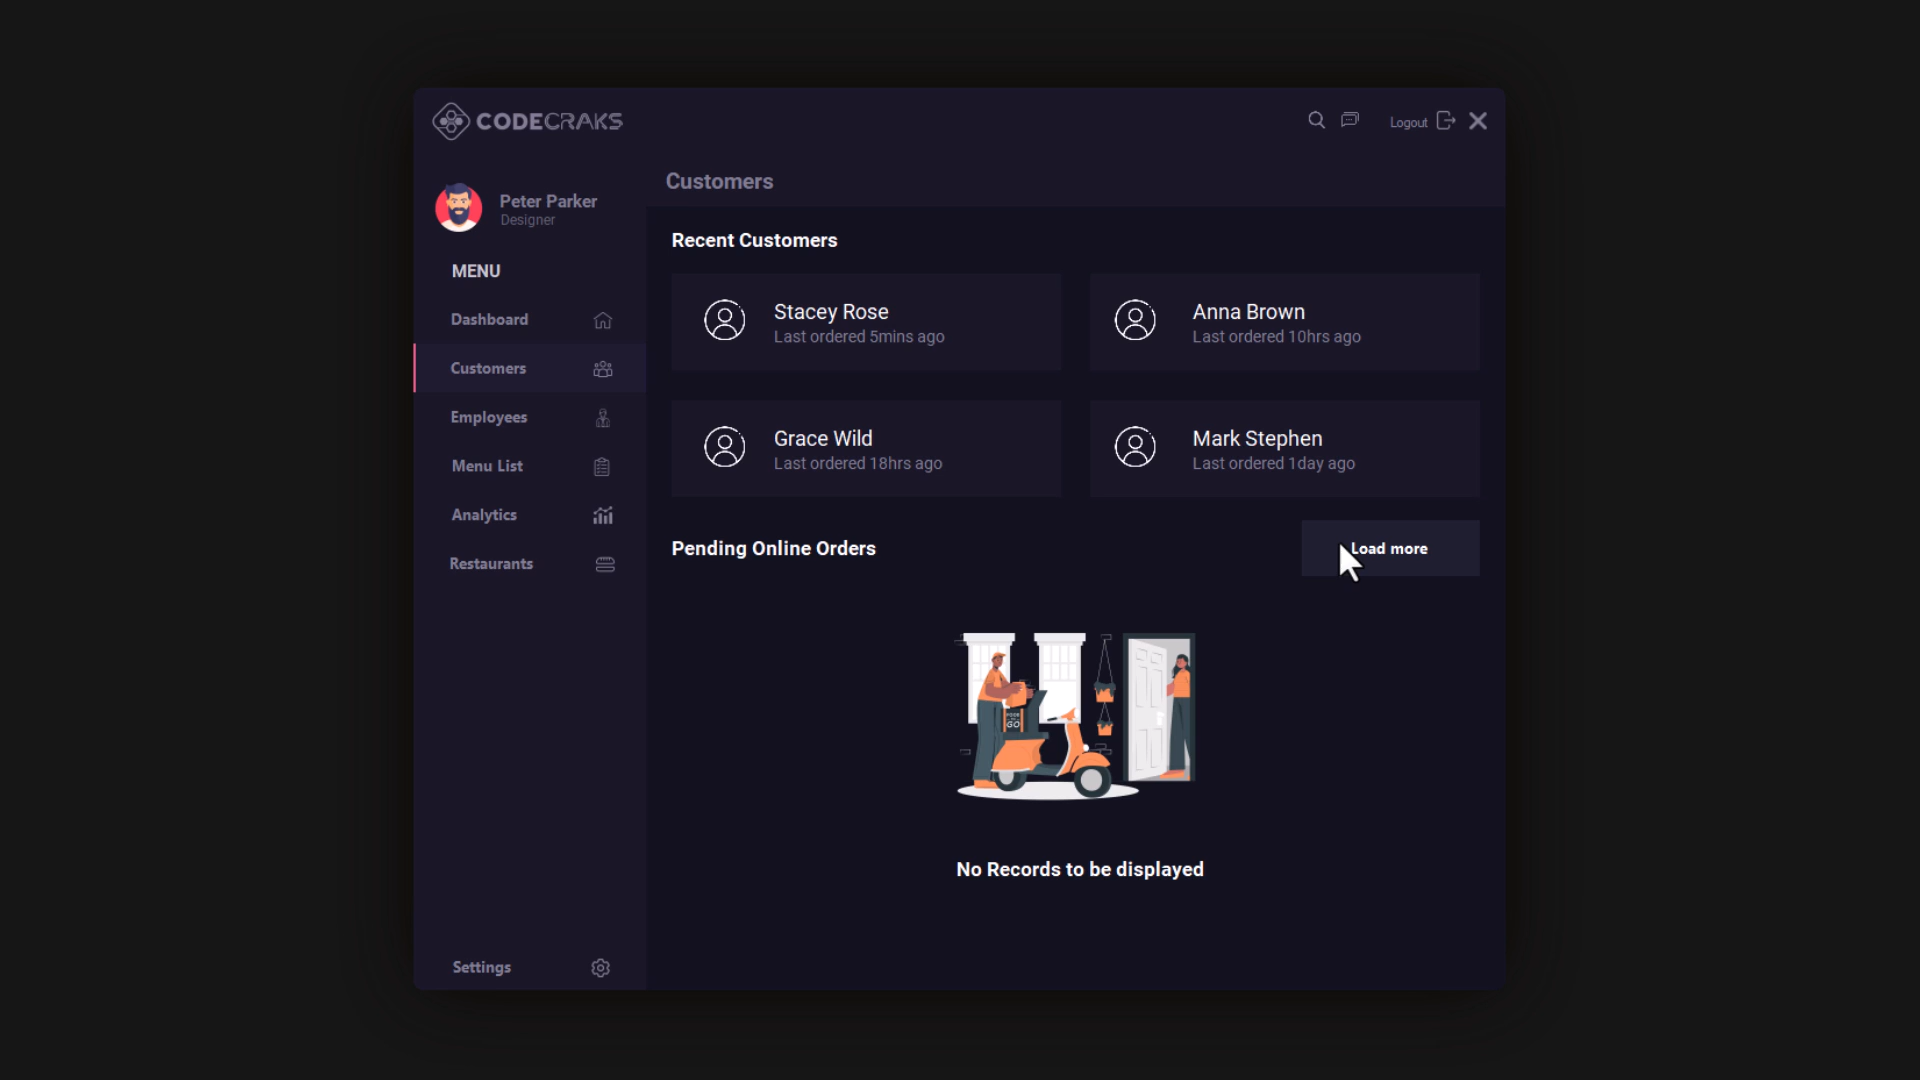 CODECRAKS
Logout
Peter Parker
Designer
MENU
Dashboard
Customers
Employees
Menu List
Analytics
Restaurants
Settings
Customers
Recent Customers
Stacey Rose
Last ordered 5mins ago
Anna Brown
Last ordered 10hrs ago
Grace Wild
Last ordered 18hrs ago
Mark Stephen
Last ordered 1day ago
Pending Online Orders
Load more
GO
No Records to be displayed